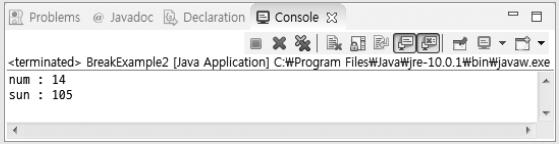 Problems @ Javadoc Declaration Console
<terminated> BreakExample2 [Java Application] C:₩Program Files₩Java₩jre-10.0.1₩bin₩javaw.exe
num : 14
sun : 105